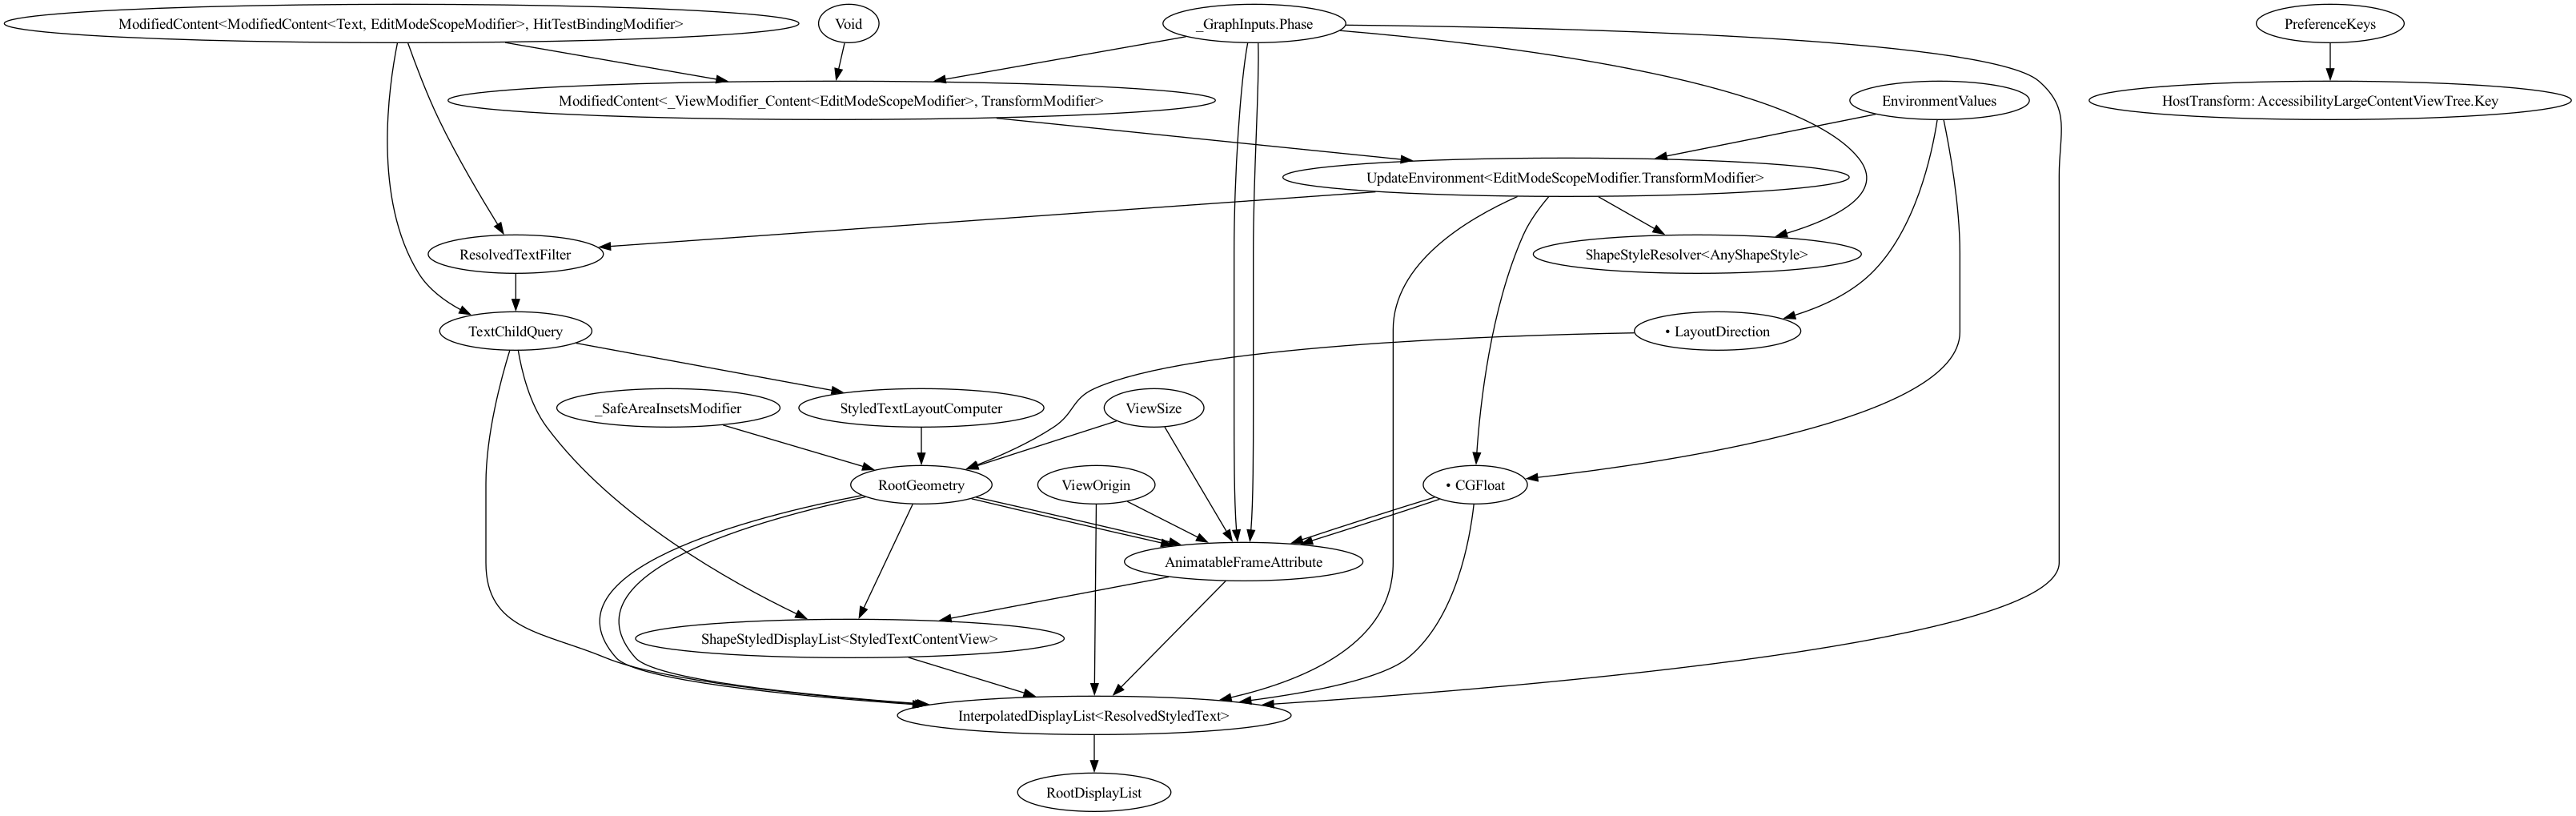 ModifiedContent<ModifiedContent<Text, EditModeScopeModifier>, HitTestBindingModifier>
Void
_GraphInputs.Phase
PreferenceKeys
ModifiedContent<_ViewModifier_Content<EditModeScopeModifier>, TransformModifier>
EnvironmentValues
HostTransform: AccessibilityLargeContentViewTree.Key
UpdateEnvironment<EditModeScopeModifier.TransformModifier>
ResolvedTextFilter
ShapeStyleResolver<AnyShapeStyle>
TextChildQuery
• LayoutDirection
_SafeAreaInsetsModifier
StyledTextLayoutComputer
ViewSize
RootGeometry
ViewOrigin
• CGFloat
AnimatableFrameAttribute
ShapeStyledDisplayList<StyledTextContentView>
InterpolatedDisplayList<ResolvedStyledText>
RootDisplayList